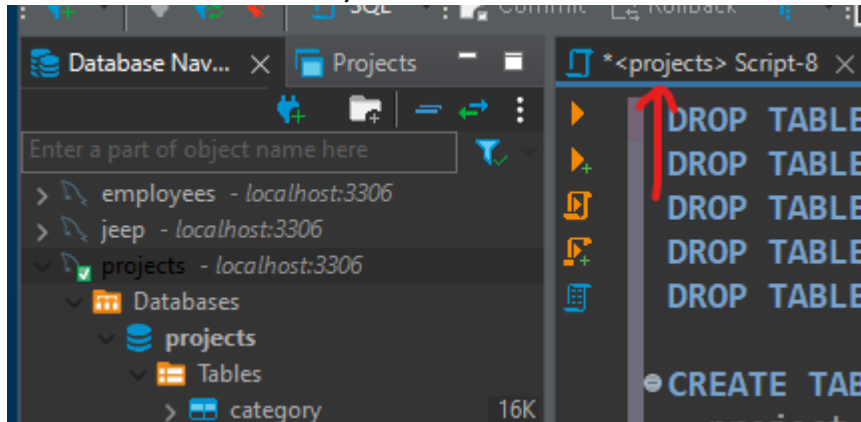 SQL Commit Rollback
Database Nav... Projects
*<projects> Script-8
Enter a part of object name here
employees - localhost:3306
jeep - localhost:3306
projects - localhost:3306
Databases
projects
Tables
category 16K
DROP TABLE
DROP TABLE
DROP TABLE
DROP TABLE
DROP TABLE
CREATE TAB